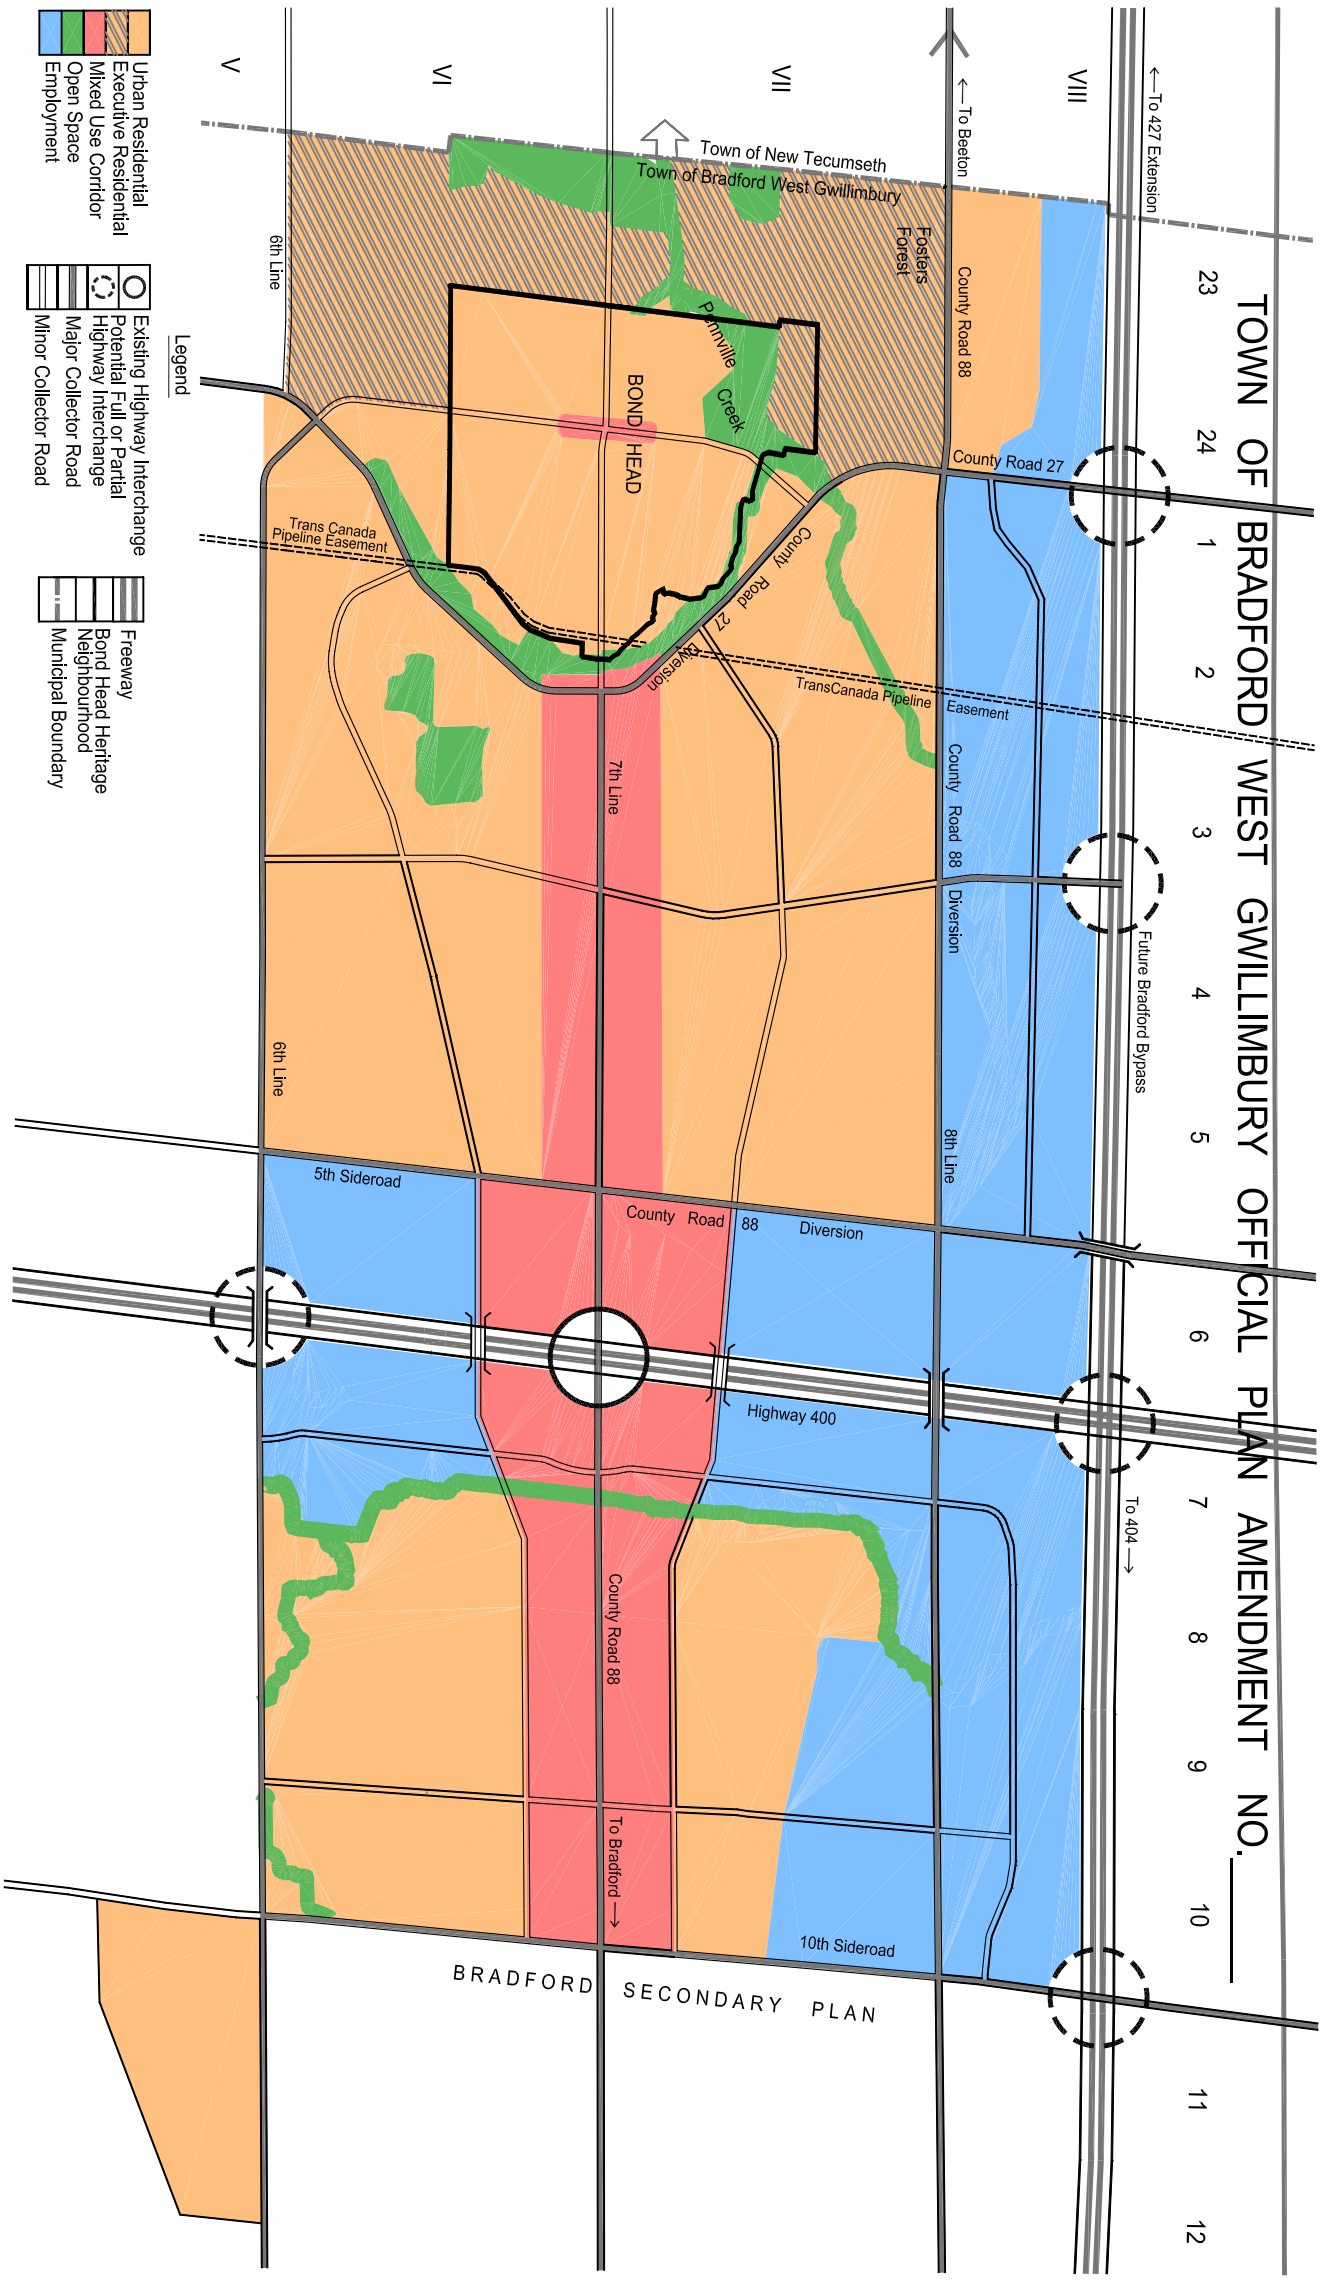 TOWN OF BRADFORD WEST GWILLIMBURY OFFICIAL PLAN AMENDMENT NO.
23
24
1
2
3
4
5
6
7
8
9
10
11
12
←To 427 Extension
Future Bradford Bypass
To 404→
VIII
VII
VI
V
←To Beeton
Town of New Tecumseth
Town of Bradford West Gwillimbury
Fosters
Forest
County Road 88
County Road 27
Pennville
Creek
BOND HEAD
County Road 27 Diversion
TransCanada Pipeline Easement
Trans Canada
Pipeline Easement
County Road 88 Diversion
8th Line
7th Line
6th Line
6th Line
5th Sideroad
County Road 88 Diversion
Highway 400
County Road 88
To Bradford→
10th Sideroad
BRADFORD SECONDARY PLAN
Legend
Urban Residential
Executive Residential
Mixed Use Corridor
Open Space
Employment
Existing Highway Interchange
Potential Full or Partial
Highway Interchange
Major Collector Road
Minor Collector Road
Freeway
Bond Head Heritage
Neighbourhood
Municipal Boundary